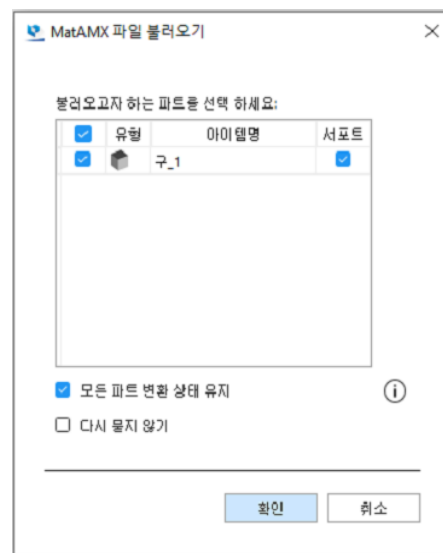 MatAMX 파일 불러오기
불러오고자 하는 파트를 선택 하세요:
유형 아이템명 서포트
구_1
모든 파트 변환 상태 유지
다시 묻지 않기
확인 취소